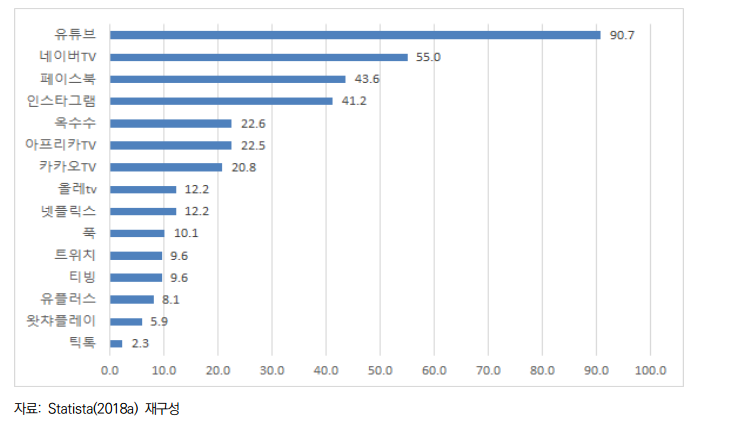 유튜브 90.7
네이버TV 55.0
페이스북 43.6
인스타그램 41.2
옥수수 22.6
아프리카TV 22.5
카카오TV 20.8
올레tv 12.2
넷플릭스 12.2
푹 10.1
트위치 9.6
티빙 9.6
유플러스 8.1
왓챠플레이 5.9
틱톡 2.3
0.0 10.0 20.0 30.0 40.0 50.0 60.0 70.0 80.0 90.0 100.0
자료: Statista(2018a) 재구성